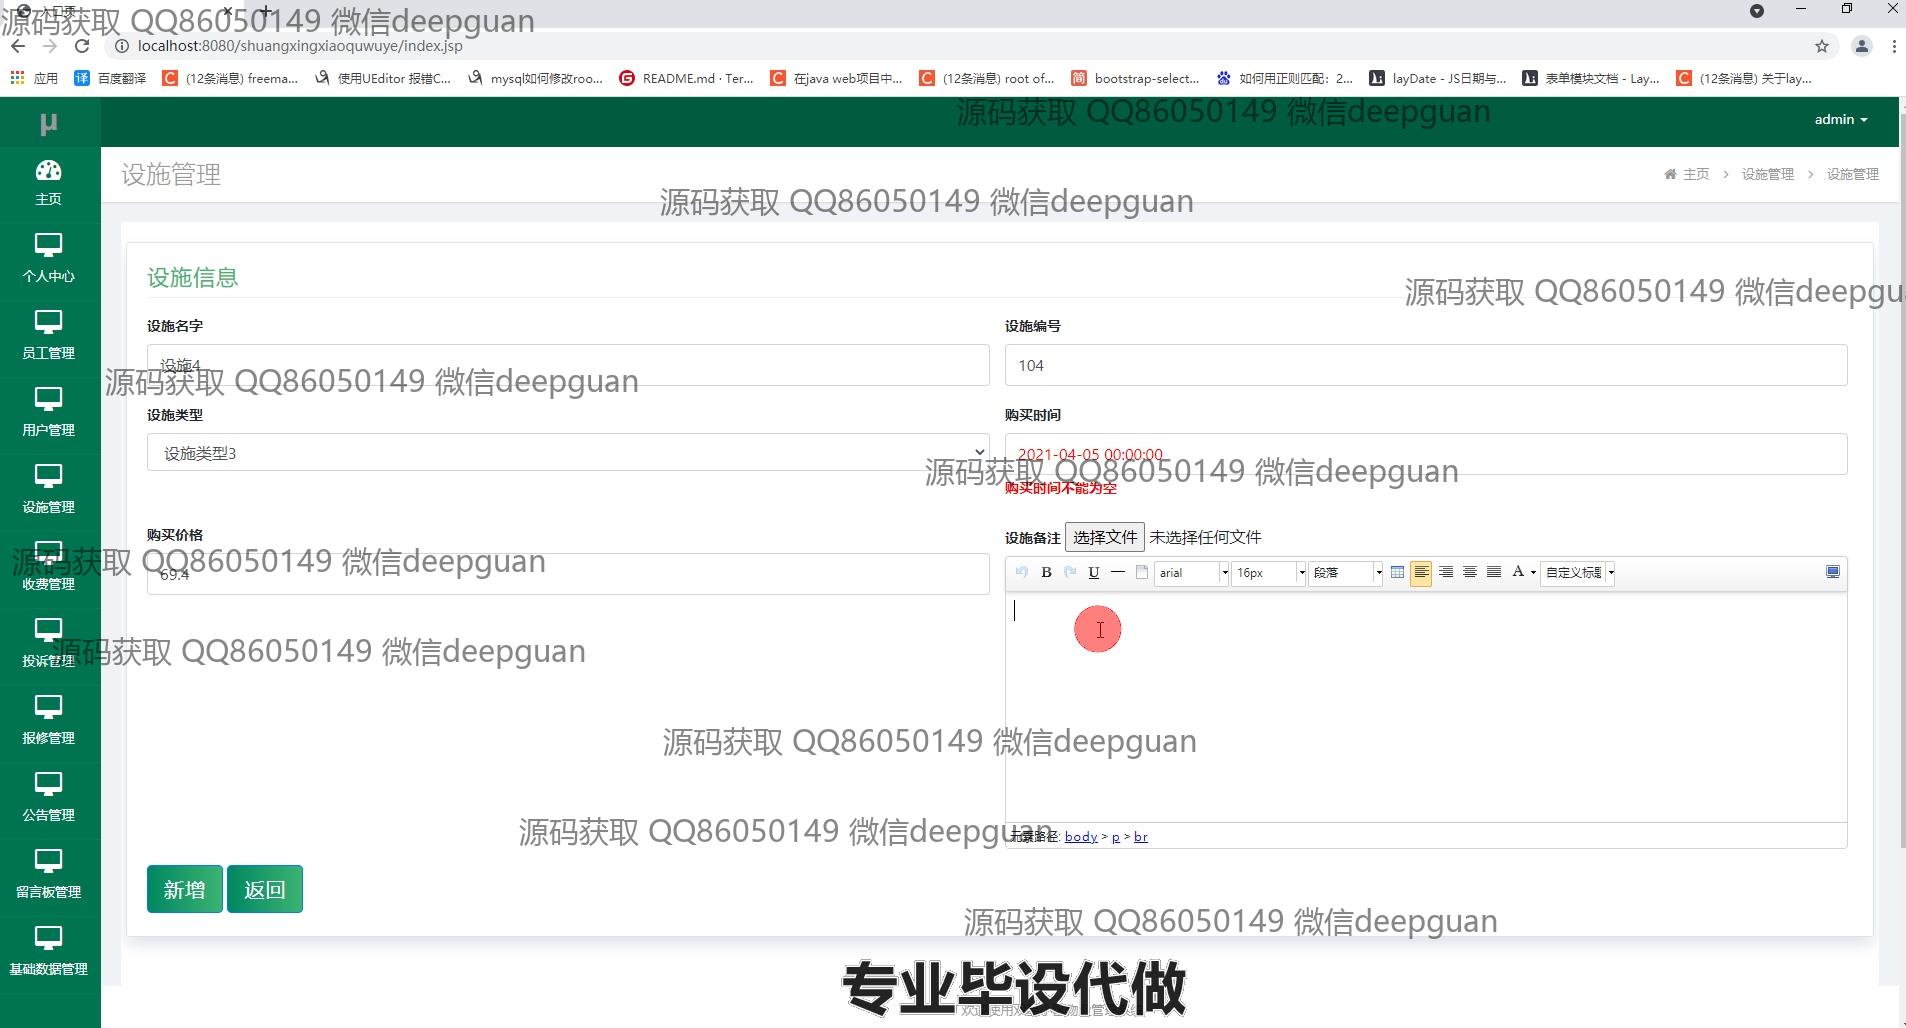 入口页
源码获取 QQ86050149 微信deepguan
localhost:8080/shuangxingxiaoquwuye/index.jsp
应用
百度翻译
(12条消息) freema...
使用UEditor 报错C...
mysql如何修改roo...
README.md · Ter...
在java web项目中...
(12条消息) root of...
bootstrap-select...
如何用正则匹配：2...
layDate - JS日期与...
表单模块文档 - Lay...
(12条消息) 关于lay...
源码获取 QQ86050149 微信deepguan
μ
admin
主页
个人中心
员工管理
用户管理
设施管理
收费管理
投诉管理
报修管理
公告管理
留言板管理
基础数据管理
设施管理
主页 > 设施管理 > 设施管理
源码获取 QQ86050149 微信deepguan
设施信息
源码获取 QQ86050149 微信deepgu
设施名字
设施编号
设施4
104
源码获取 QQ86050149 微信deepguan
设施类型
购买时间
设施类型3
2021-04-05 00:00:00
源码获取 QQ86050149 微信deepguan
购买时间不能为空
购买价格
设施备注 选择文件 未选择任何文件
源码获取 QQ86050149 微信deepguan
69.4
B U arial 16px 段落 A 自定义标题
源码获取 QQ86050149 微信deepguan
源码获取 QQ86050149 微信deepguan
源码获取 QQ86050149 微信deepguan
元素路径: body > p > br
新增 返回
源码获取 QQ86050149 微信deepguan
专业毕设代做